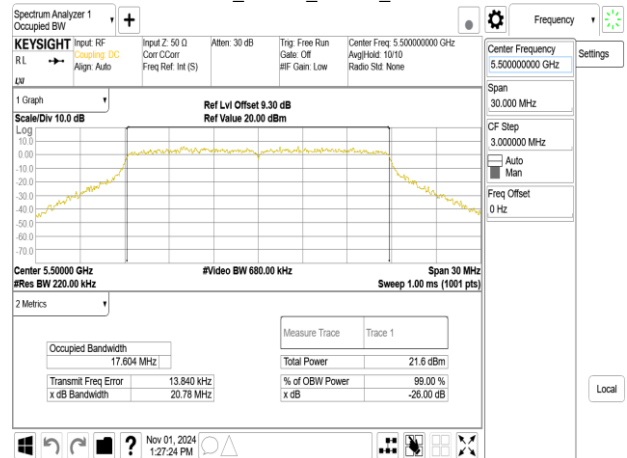 Spectrum Analyzer 1
Occupied BW
Frequency
KEYSIGHT
Input: RF
Coupling: DC
Align: Auto
Input Z: 50 Ω
Corr CCorr
Freq Ref: Int (S)
Atten: 30 dB
Trig: Free Run
Gate: Off
#IF Gain: Low
Center Freq: 5.500000000 GHz
Avg|Hold: 10/10
Radio Std: None
RL
LXI
Center Frequency
5.500000000 GHz
Settings
Span
30.000 MHz
CF Step
3.000000 MHz
Auto
Man
Freq Offset
0 Hz
1 Graph
Scale/Div 10.0 dB
Ref Lvl Offset 9.30 dB
Ref Value 20.00 dBm
Log
10.0
0.00
-10.0
-20.0
-30.0
-40.0
-50.0
-60.0
-70.0
Center 5.50000 GHz
#Video BW 680.00 kHz
Span 30 MHz
#Res BW 220.00 kHz
Sweep 1.00 ms (1001 pts)
2 Metrics
Measure Trace
Trace 1
Occupied Bandwidth
17.604 MHz
Total Power
21.6 dBm
Transmit Freq Error
13.840 kHz
% of OBW Power
99.00 %
x dB Bandwidth
20.78 MHz
x dB
-26.00 dB
Local
Nov 01, 2024
1:27:24 PM
?